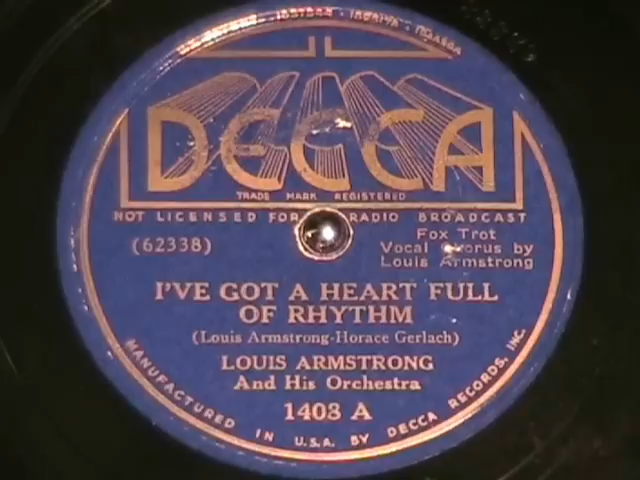 DECCA
TRADE MARK REGISTERED
NOT LICENSED FOR RADIO BROADCAST
(62338)
Fox Trot
Vocal Chorus by
Louis Armstrong
I'VE GOT A HEART FULL
OF RHYTHM
(Louis Armstrong-Horace Gerlach)
LOUIS ARMSTRONG
And His Orchestra
1408 A
MANUFACTURED IN U.S.A. BY DECCA RECORDS, INC.